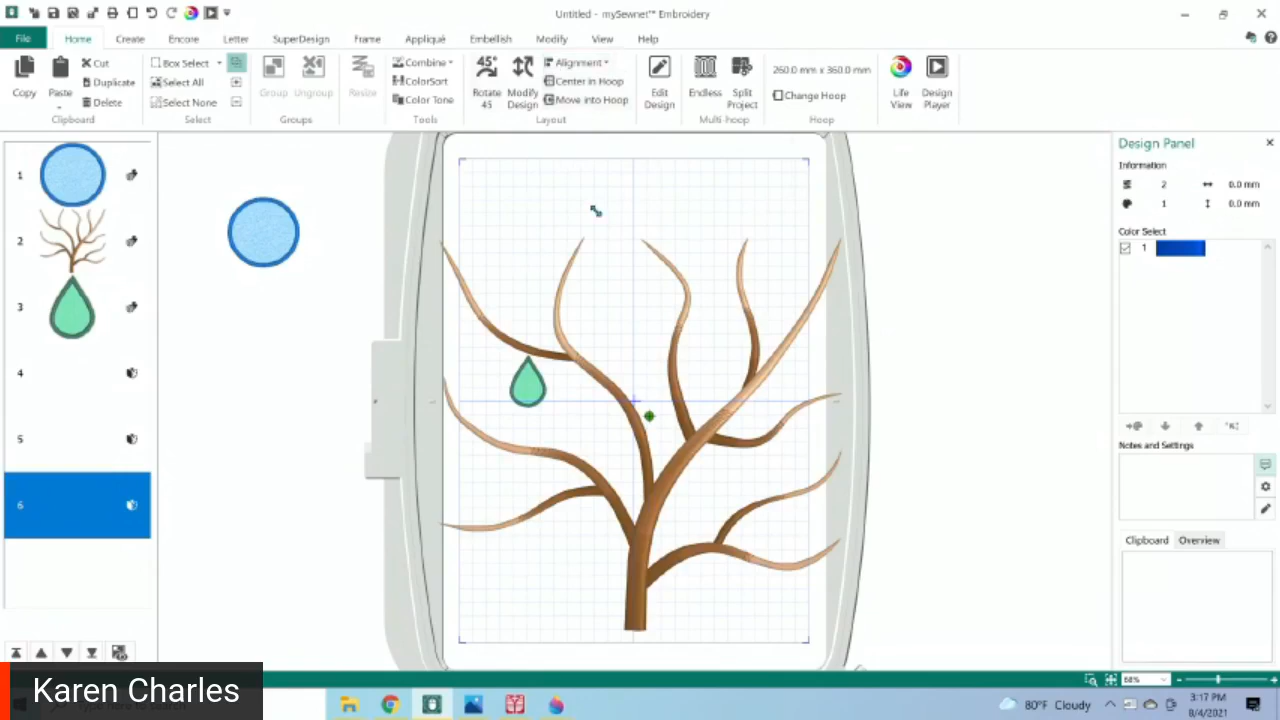 Untitled - mySewnet™ Embroidery
File Home Create Encore Letter SuperDesign Frame Appliqué Embellish Modify View Help
Copy
Paste
Cut
Duplicate
Delete
Clipboard
Box Select
Select All
Select None
Select
Group
Ungroup
Groups
Resize
Combine
ColorSort
Color Tone
Tools
Rotate
45
Modify
Design
Alignment
Center in Hoop
Move into Hoop
Layout
Edit
Design
Endless
Split
Project
Multi-hoop
260.0 mm x 360.0 mm
Change Hoop
Hoop
Life
View
Design
Player
1
2
3
4
5
6
Design Panel
Information
2 0.0 mm
1 0.0 mm
Color Select
1
Notes and Settings
Clipboard Overview
68%
Karen Charles
80°F Cloudy
3:17 PM
8/4/2021